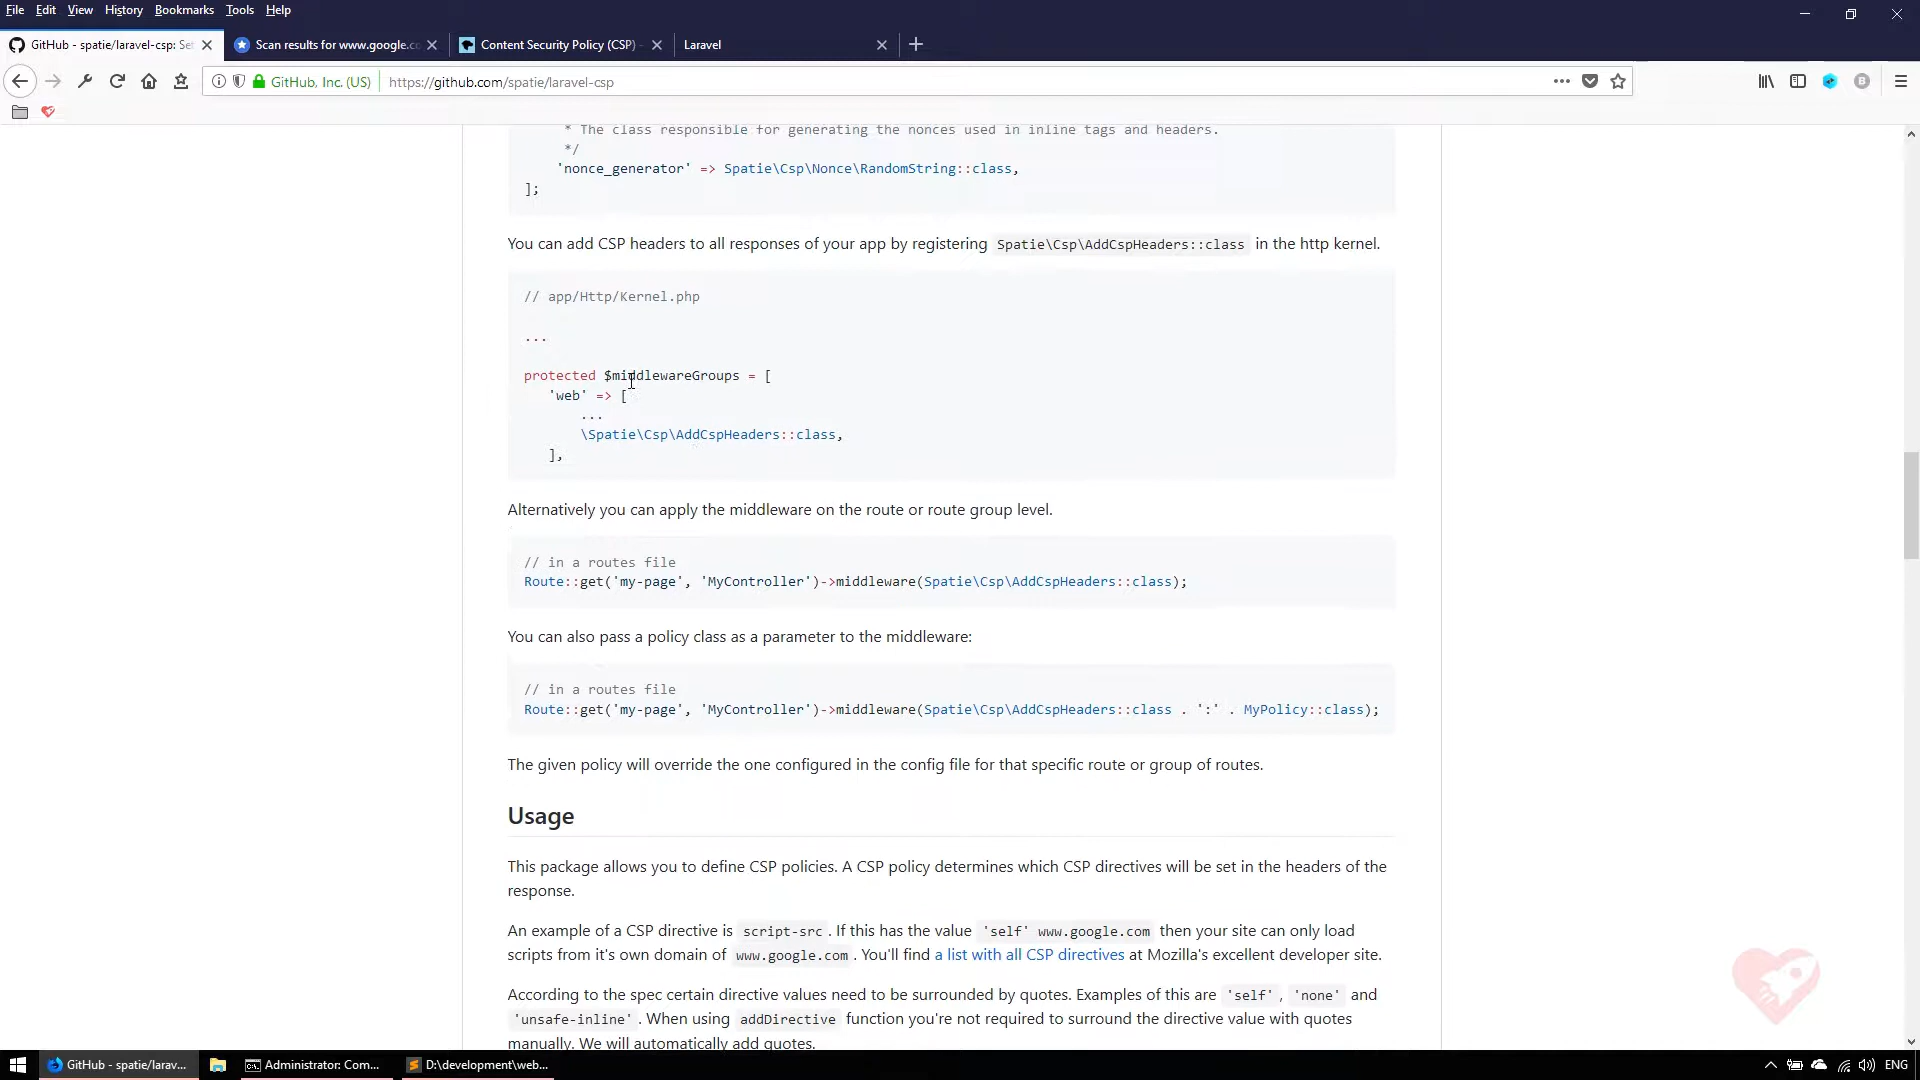 File Edit View History Bookmarks Tools Help
GitHub - spatie/laravel-csp: Se
Scan results for www.google.co
Content Security Policy (CSP) -
Laravel
GitHub, Inc. (US) https://github.com/spatie/laravel-csp
* The class responsible for generating the nonces used in inline tags and headers.
*/
'nonce_generator' => Spatie\Csp\Nonce\RandomString::class,
];
You can add CSP headers to all responses of your app by registering Spatie\Csp\AddCspHeaders::class in the http kernel.
// app/Http/Kernel.php
...
protected $middlewareGroups = [
'web' => [
...
\Spatie\Csp\AddCspHeaders::class,
],
Alternatively you can apply the middleware on the route or route group level.
// in a routes file
Route::get('my-page', 'MyController')->middleware(Spatie\Csp\AddCspHeaders::class);
You can also pass a policy class as a parameter to the middleware:
// in a routes file
Route::get('my-page', 'MyController')->middleware(Spatie\Csp\AddCspHeaders::class . ':' . MyPolicy::class);
The given policy will override the one configured in the config file for that specific route or group of routes.
Usage
This package allows you to define CSP policies. A CSP policy determines which CSP directives will be set in the headers of the
response.
An example of a CSP directive is script-src . If this has the value 'self' www.google.com then your site can only load
scripts from it's own domain of www.google.com . You'll find a list with all CSP directives at Mozilla's excellent developer site.
According to the spec certain directive values need to be surrounded by quotes. Examples of this are 'self' , 'none' and
'unsafe-inline' . When using addDirective function you're not required to surround the directive value with quotes
manually. We will automatically add quotes.
GitHub - spatie/larav...
Administrator: Com...
D:\development\web...
ENG